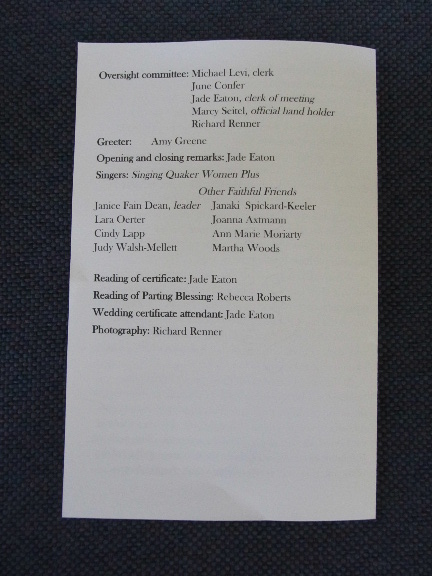 Oversight committee: Michael Levi, clerk
June Confer
Jade Eaton, clerk of meeting
Marcy Seitel, official hand holder
Richard Renner
Greeter: Amy Greene
Opening and closing remarks: Jade Eaton
Singers: Singing Quaker Women Plus
Other Faithful Friends
Janice Fain Dean, leader Janaki Spickard-Keeler
Lara Oerter Joanna Axtmann
Cindy Lapp Ann Marie Moriarty
Judy Walsh-Mellett Martha Woods
Reading of certificate: Jade Eaton
Reading of Parting Blessing: Rebecca Roberts
Wedding certificate attendant: Jade Eaton
Photography: Richard Renner